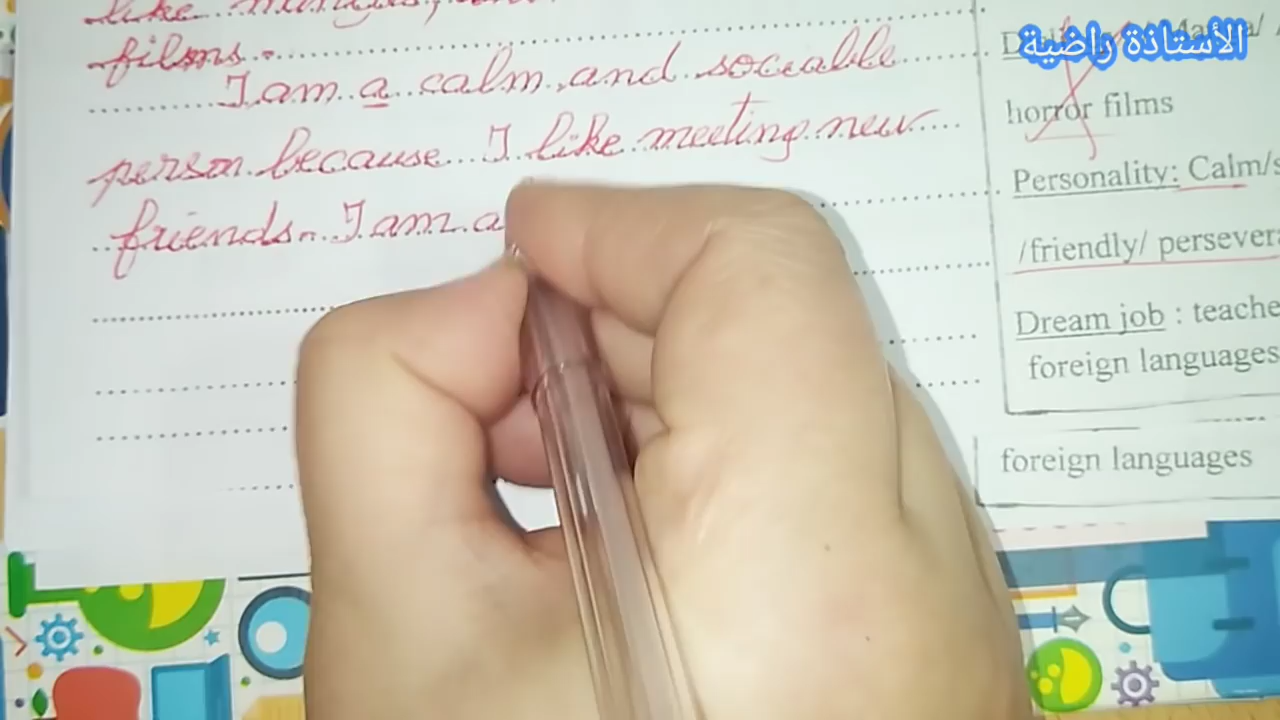 like
films.
I am a calm and sociable
person because I like meeting new
friends. I am a
الأستاذة راضية
horror films
Personality: Calm/s
/friendly/ persever
Dream job : teache
foreign languages
foreign languages